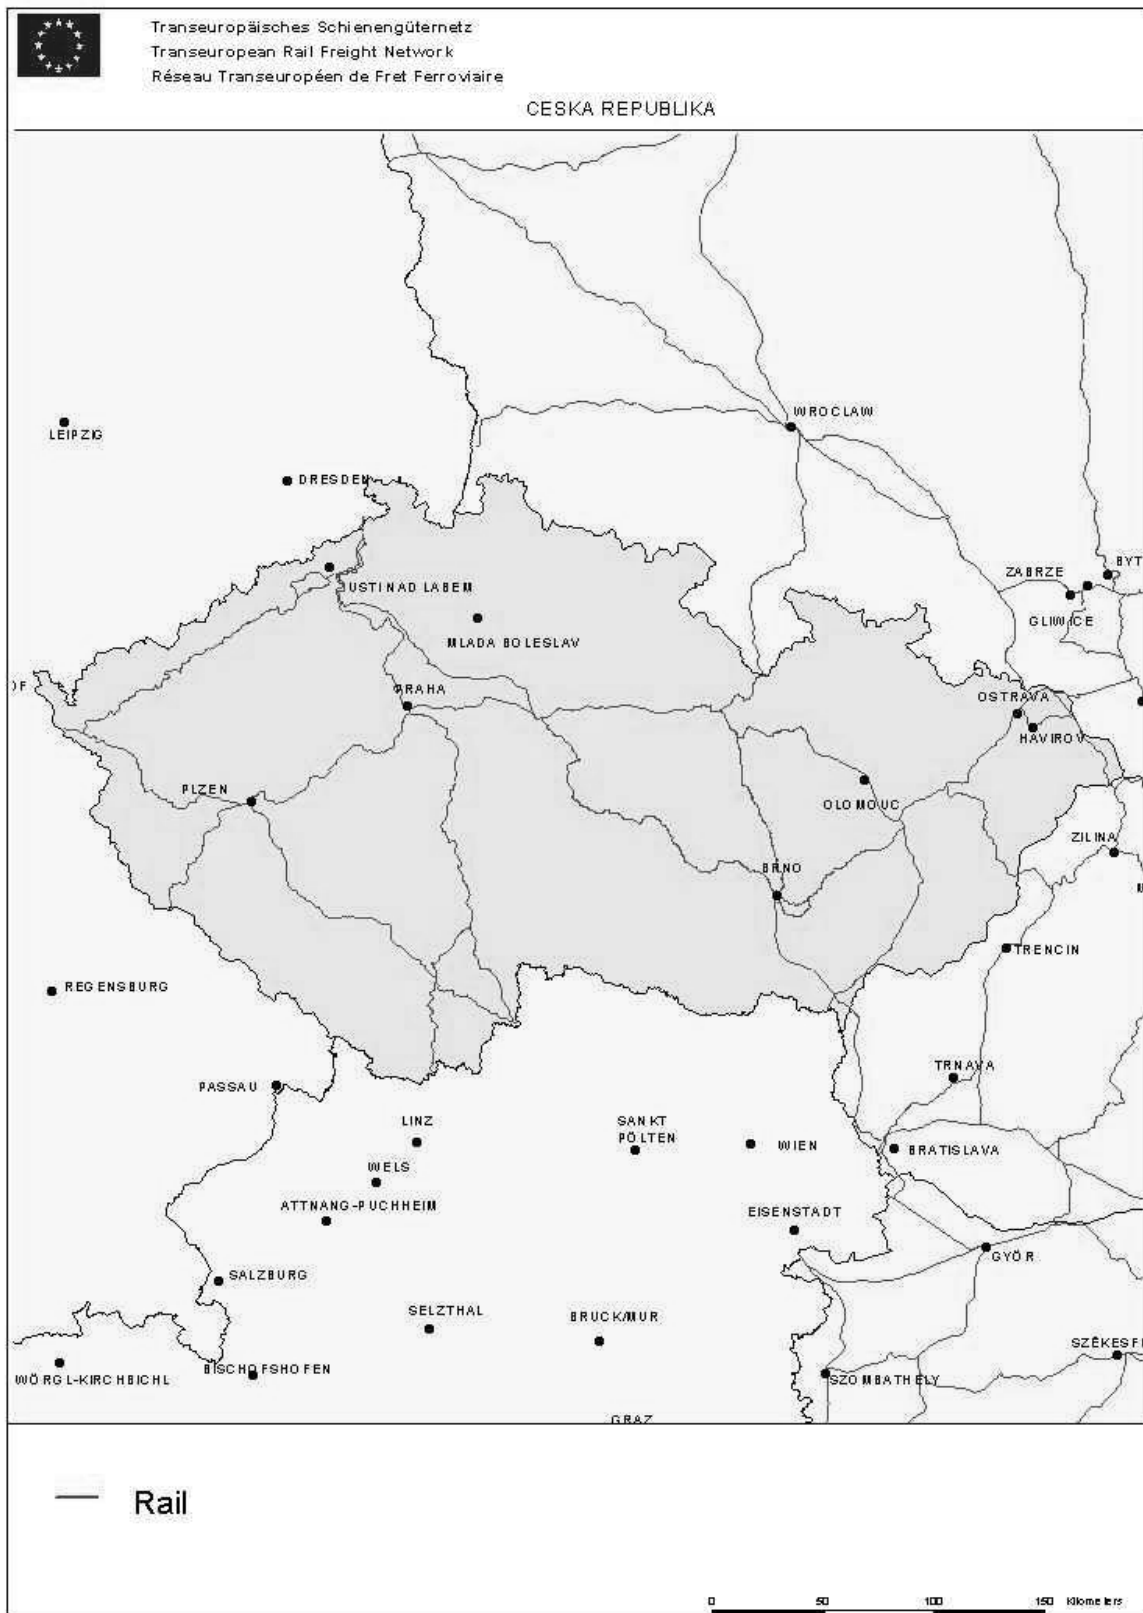 Transeuropäisches Schienengüternetz
Transeuropean Rail Freight Network
Réseau Transeuropéen de Fret Ferroviaire
CESKA REPUBLIKA
WROCLAW
LEIPZIG
DRESDEN
ZABRZE
BYT
USTI NAD LABEM
GLIWICE
MLADA BOLESLAV
OF
PRAHA
OSTRAVA
HAVIROV
PLZEN
OLOMOUC
ZILINA
BRNO
M
TRENCIN
REGENSBURG
TRNAVA
PASSAU
LINZ
SANKT
PÖLTEN
WIEN
BRATISLAVA
WELS
ATTNANG-PUCHHEIM
EISENSTADT
GYÖR
SALZBURG
SELZTHAL
BRUCK/MUR
SZÉKESF
WÖRGL-KIRCHBICHL
BISCHOFSHOFEN
SZOMBATHELY
GRAZ
Rail
0 50 100 150 Kilometers